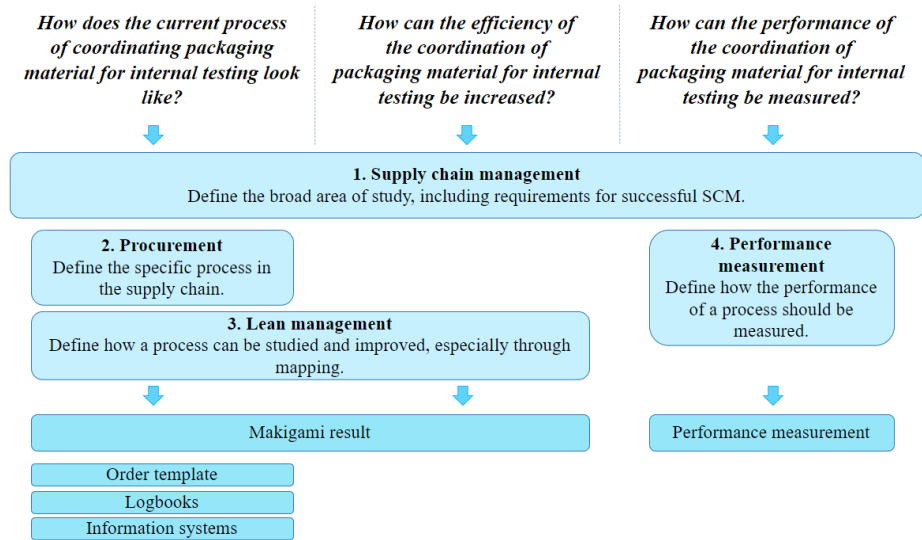 How does the current process
of coordinating packaging
material for internal testing look
like?
How can the efficiency of
the coordination of
packaging material for internal
testing be increased?
How can the performance of
the coordination of
packaging material for internal
testing be measured?
1. Supply chain management
Define the broad area of study, including requirements for successful SCM.
2. Procurement
Define the specific process in
the supply chain.
4. Performance
measurement
Define how the performance
of a process should be
measured.
3. Lean management
Define how a process can be studied and improved, especially through
mapping.
Makigami result
Performance measurement
Order template
Logbooks
Information systems